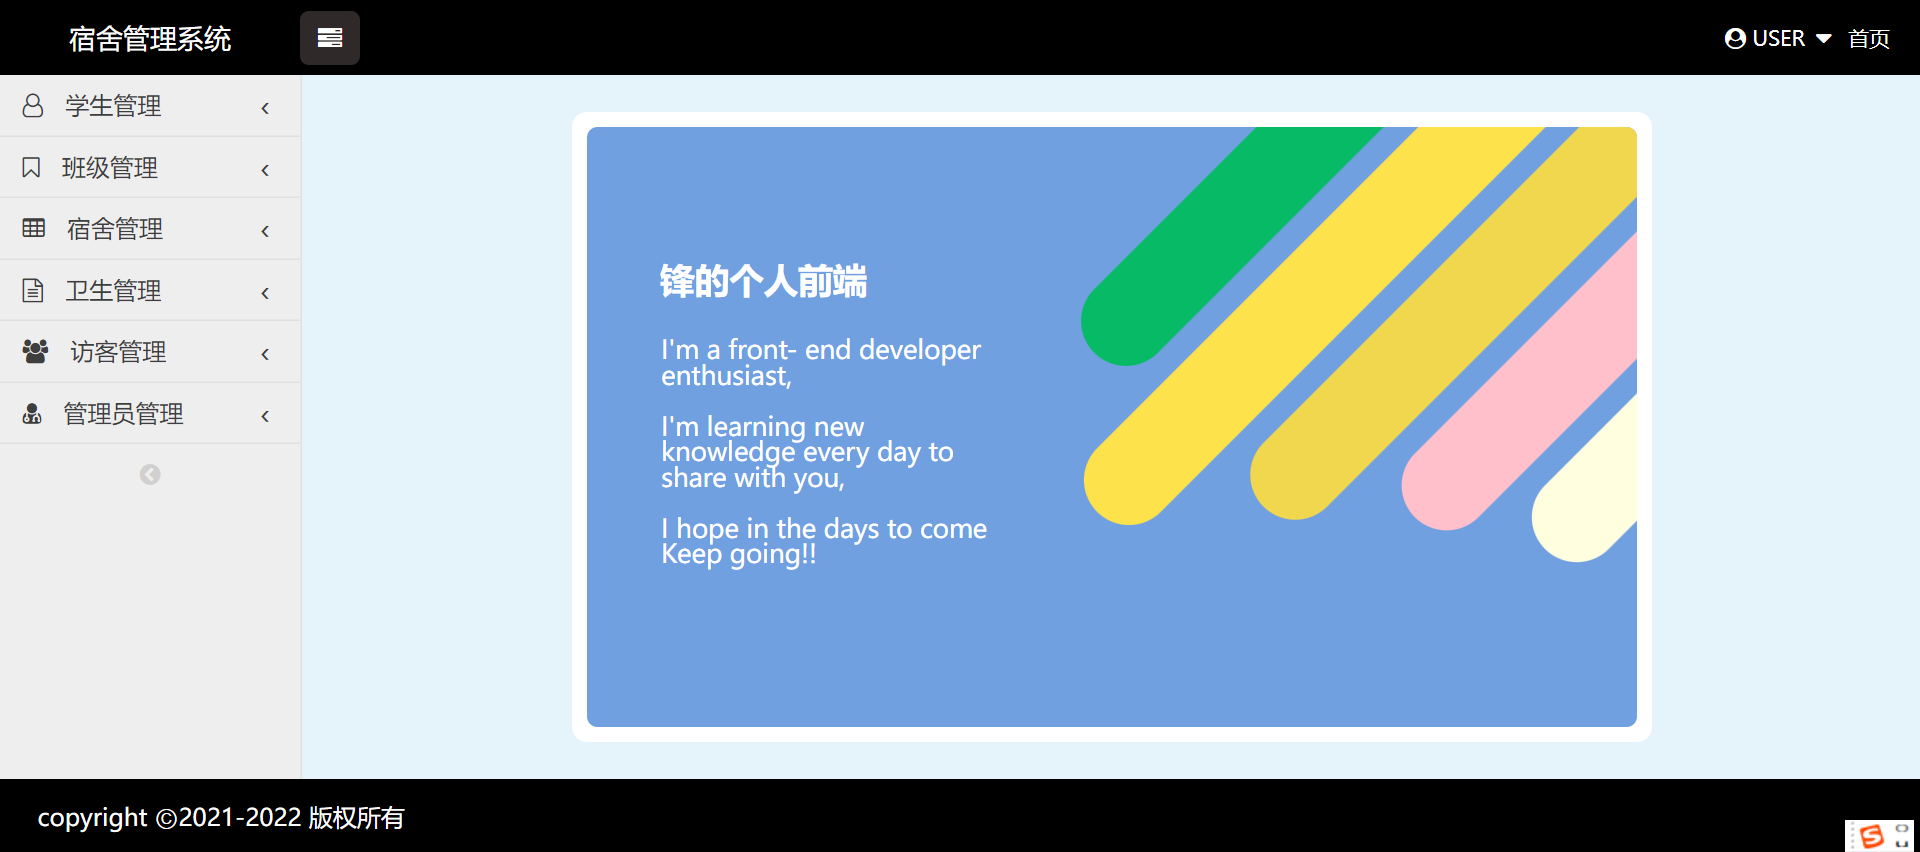 宿舍管理系统
USER 首页
学生管理
班级管理
宿舍管理
卫生管理
访客管理
管理员管理
锋的个人前端
I'm a front- end developer
enthusiast,
I'm learning new
knowledge every day to
share with you,
I hope in the days to come
Keep going!!
copyright ©2021-2022 版权所有